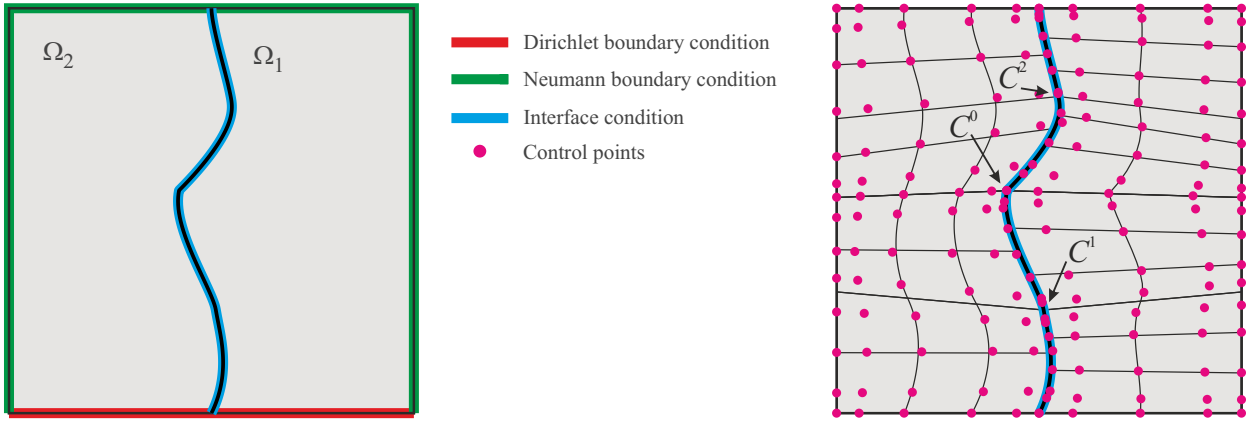 Ω₂
Ω₁
Dirichlet boundary condition
Neumann boundary condition
Interface condition
Control points
C²
C⁰
C¹